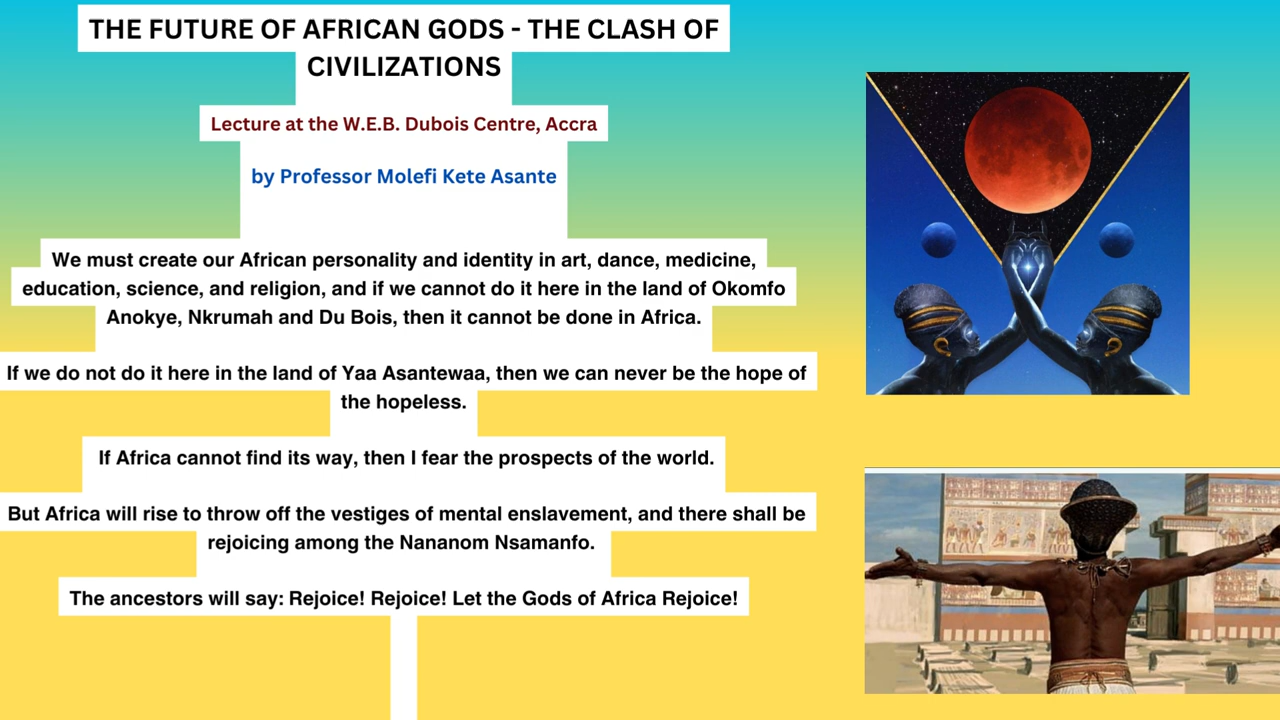 THE FUTURE OF AFRICAN GODS - THE CLASH OF
CIVILIZATIONS
Lecture at the W.E.B. Dubois Centre, Accra
by Professor Molefi Kete Asante
We must create our African personality and identity in art, dance, medicine,
education, science, and religion, and if we cannot do it here in the land of Okomfo
Anokye, Nkrumah and Du Bois, then it cannot be done in Africa.
If we do not do it here in the land of Yaa Asantewaa, then we can never be the hope of
the hopeless.
If Africa cannot find its way, then I fear the prospects of the world.
But Africa will rise to throw off the vestiges of mental enslavement, and there shall be
rejoicing among the Nananom Nsamanfo.
The ancestors will say: Rejoice! Rejoice! Let the Gods of Africa Rejoice!